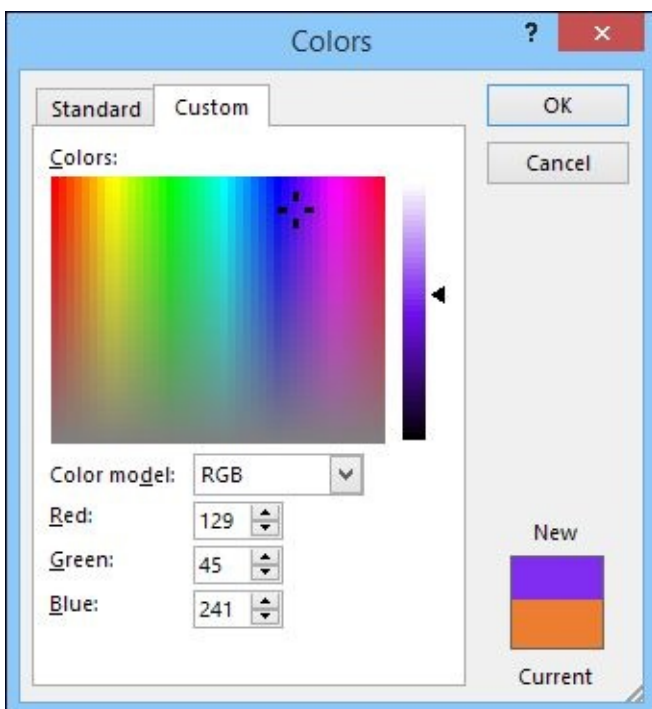 Colors
?
×
Standard
Custom
OK
Colors:
Cancel
Color model: RGB
Red: 129
Green: 45
Blue: 241
New
Current